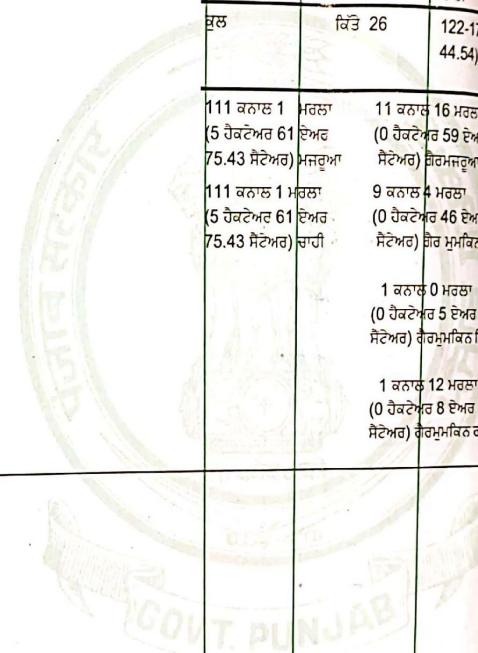 ਕੁਲ ਕਿੱਤੇ 26 122-17
44.54)
111 ਕਨਾਲ 1 ਮਰਲਾ 11 ਕਨਾਲ 16 ਮਰਲ
(5 ਹੈਕਟੇਅਰ 61 ਏਅਰ (0 ਹੈਕਟੇਅਰ 59 ਏਅ
75.43 ਸੈਂਟੇਅਰ) ਮਜਰੂਆ ਸੈਂਟੇਅਰ) ਗੈਰਮਜਰੂਆ
111 ਕਨਾਲ 1 ਮਰਲਾ 9 ਕਨਾਲ 4 ਮਰਲਾ
(5 ਹੈਕਟੇਅਰ 61 ਏਅਰ (0 ਹੈਕਟੇਅਰ 46 ਏਅ
75.43 ਸੈਂਟੇਅਰ) ਚਾਹੀ ਸੈਂਟੇਅਰ) ਗੈਰ ਮੁਮਕਿਨ
1 ਕਨਾਲ 0 ਮਰਲਾ
(0 ਹੈਕਟੇਅਰ 5 ਏਅਰ
ਸੈਂਟੇਅਰ) ਗੈਰਮੁਮਕਿਨ
1 ਕਨਾਲ 12 ਮਰਲਾ
(0 ਹੈਕਟੇਅਰ 8 ਏਅਰ
ਸੈਂਟੇਅਰ) ਗੈਰਮੁਮਕਿਨ
ਪੰਜਾਬ ਸਰਕਾਰ
GOVT. PUNJAB